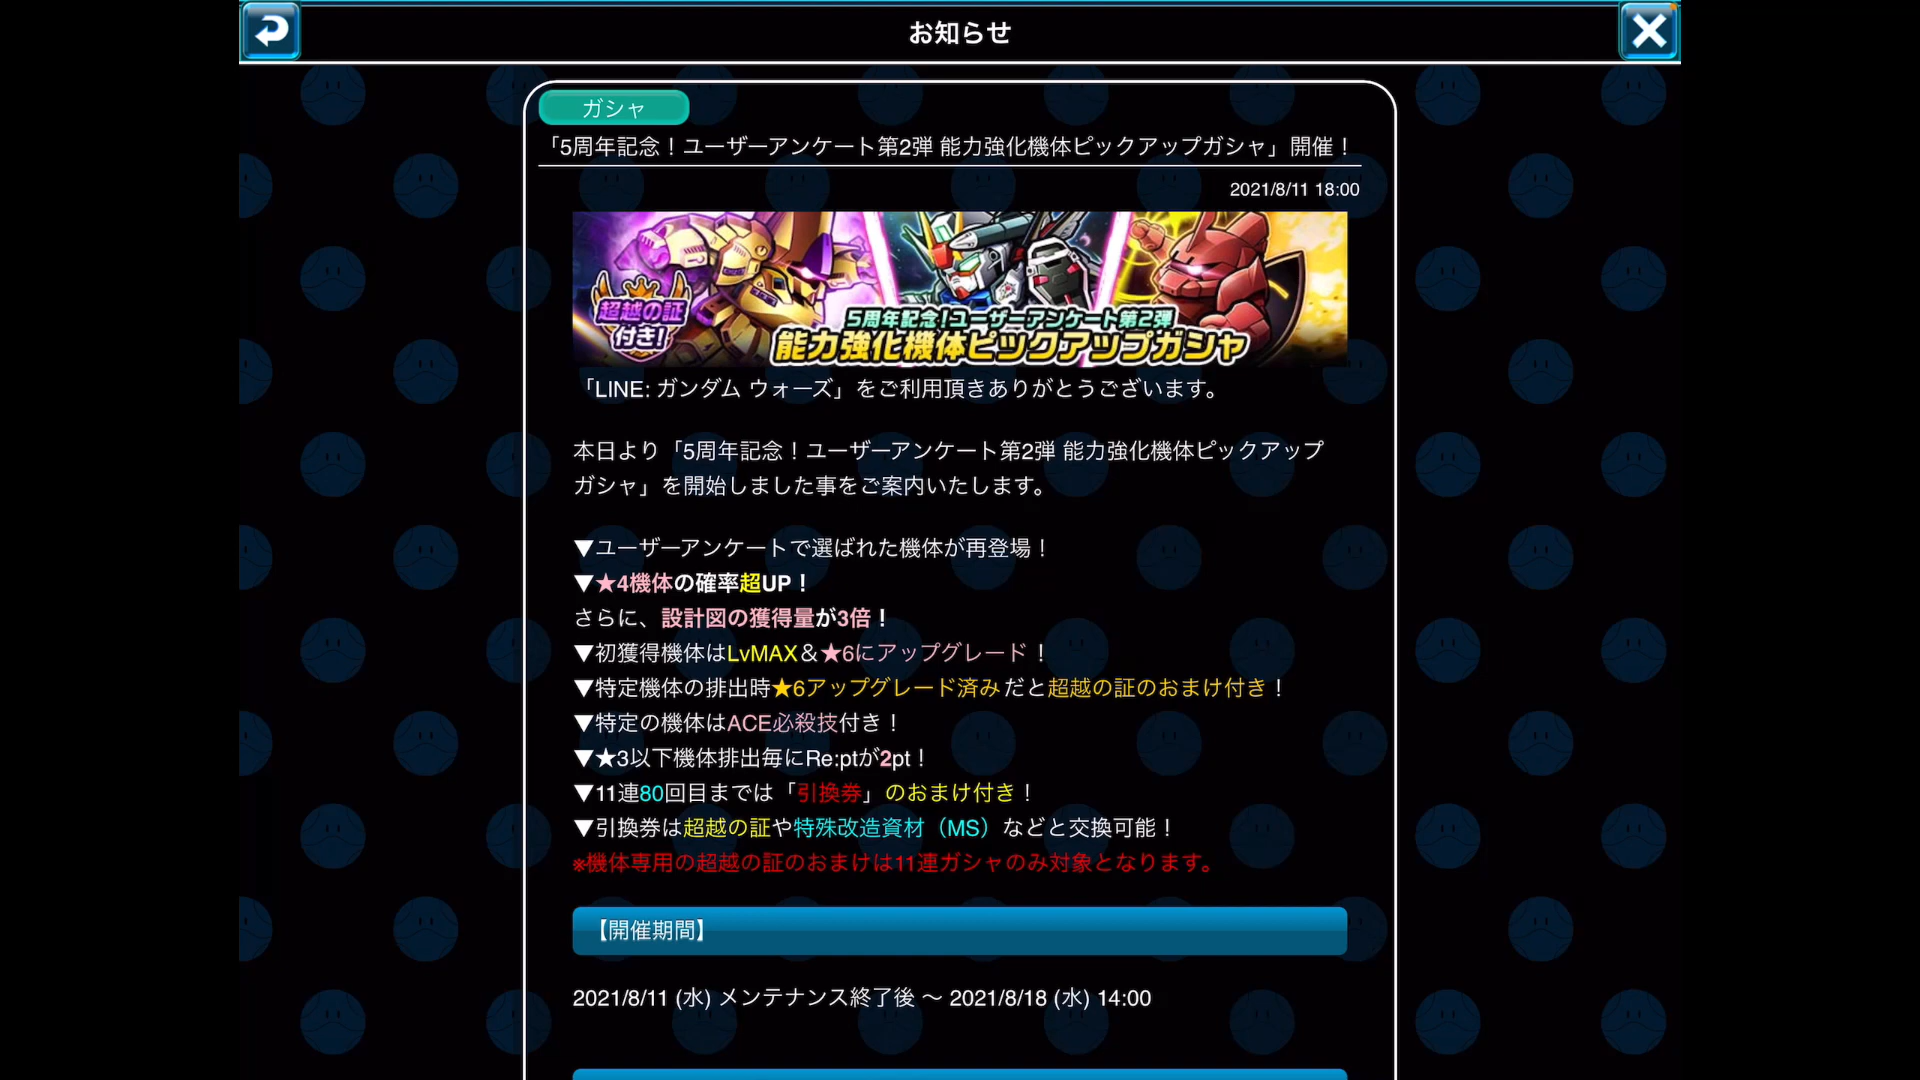 お知らせ
ガシャ
「5周年記念！ユーザーアンケート第2弾 能力強化機体ピックアップガシャ」開催！
2021/8/11 18:00
超越の証
付き!
5周年記念!ユーザーアンケート第2弾
能力強化機体ピックアップガシャ
「LINE: ガンダム ウォーズ」をご利用頂きありがとうございます。
本日より「5周年記念！ユーザーアンケート第2弾 能力強化機体ピックアップ
ガシャ」を開始しました事をご案内いたします。
▼ユーザーアンケートで選ばれた機体が再登場！
▼★4機体の確率超UP！
さらに、設計図の獲得量が3倍！
▼初獲得機体はLvMAX＆★6にアップグレード！
▼特定機体の排出時★6アップグレード済みだと超越の証のおまけ付き！
▼特定の機体はACE必殺技付き！
▼★3以下機体排出毎にRe:ptが2pt！
▼11連80回目までは「引換券」のおまけ付き！
▼引換券は超越の証や特殊改造資材（MS）などと交換可能！
※機体専用の超越の証のおまけは11連ガシャのみ対象となります。
【開催期間】
2021/8/11 (水) メンテナンス終了後 〜 2021/8/18 (水) 14:00